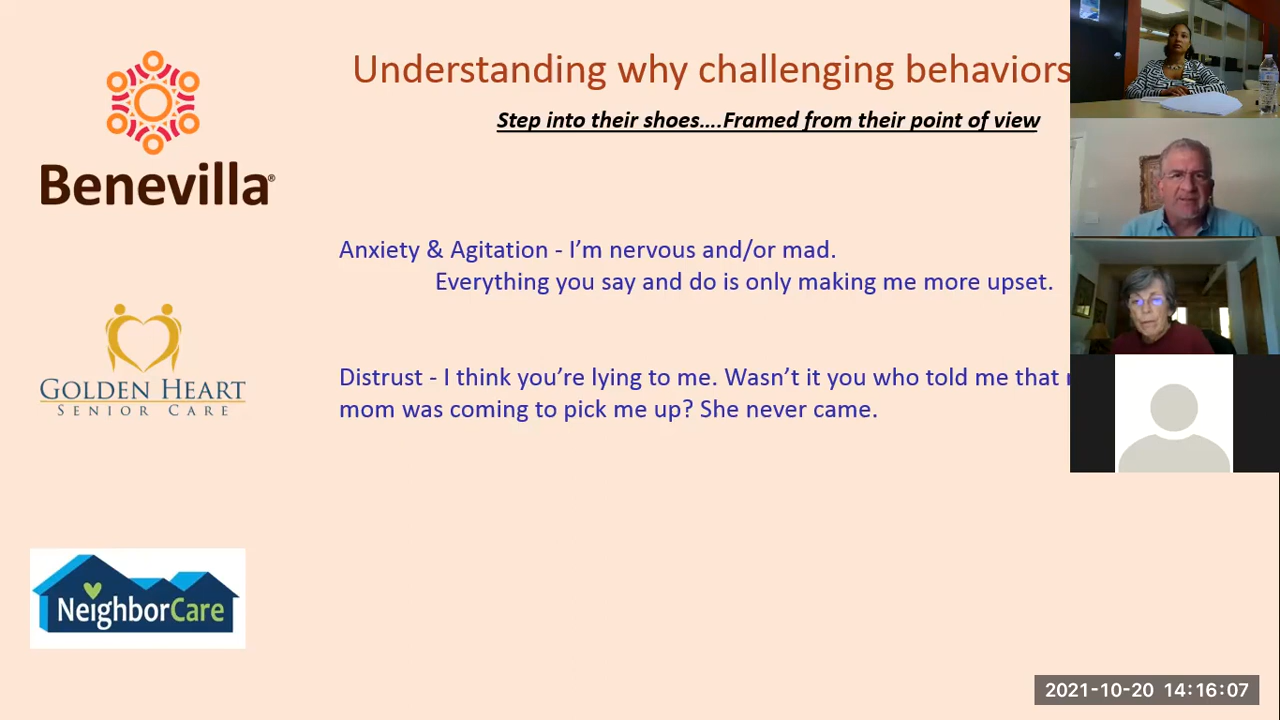 Understanding why challenging behaviors
Step into their shoes....Framed from their point of view
Benevilla®
Anxiety & Agitation - I'm nervous and/or mad.
Everything you say and do is only making me more upset.
GOLDEN HEART
SENIOR CARE
Distrust - I think you're lying to me. Wasn't it you who told me that
mom was coming to pick me up? She never came.
NeighborCare
2021-10-20 14:16:07